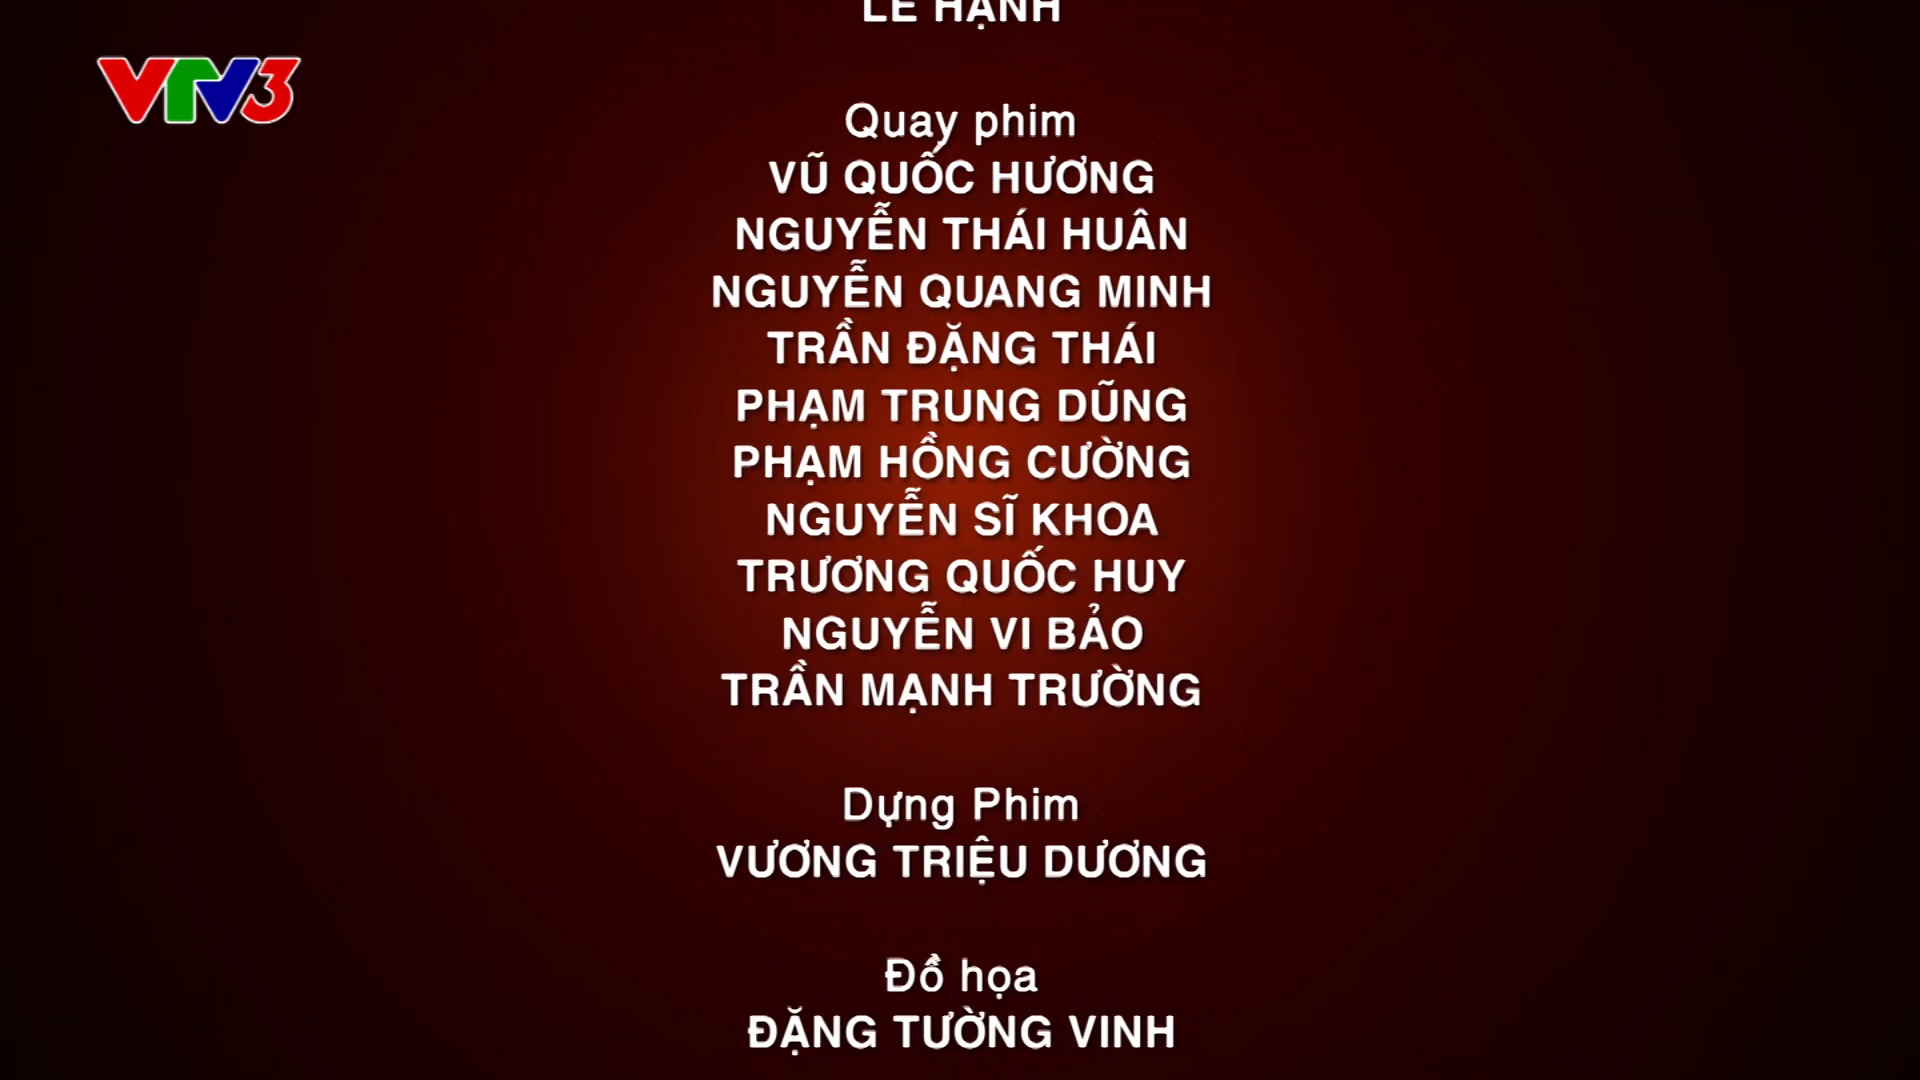 LÊ HẠNH
VTV3
Quay phim
VŨ QUỐC HƯƠNG
NGUYỄN THÁI HUÂN
NGUYỄN QUANG MINH
TRẦN ĐẶNG THÁI
PHẠM TRUNG DŨNG
PHẠM HỒNG CƯỜNG
NGUYỄN SĨ KHOA
TRƯƠNG QUỐC HUY
NGUYỄN VI BẢO
TRẦN MẠNH TRƯỜNG
Dựng Phim
VƯƠNG TRIỆU DƯƠNG
Đồ họa
ĐẶNG TƯỜNG VINH